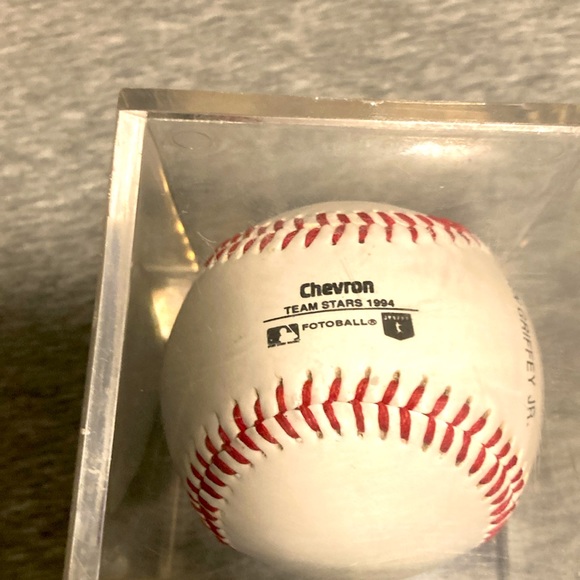 Chevron
TEAM STARS 1994
FOTOBALL®
GRIFFEY JR.